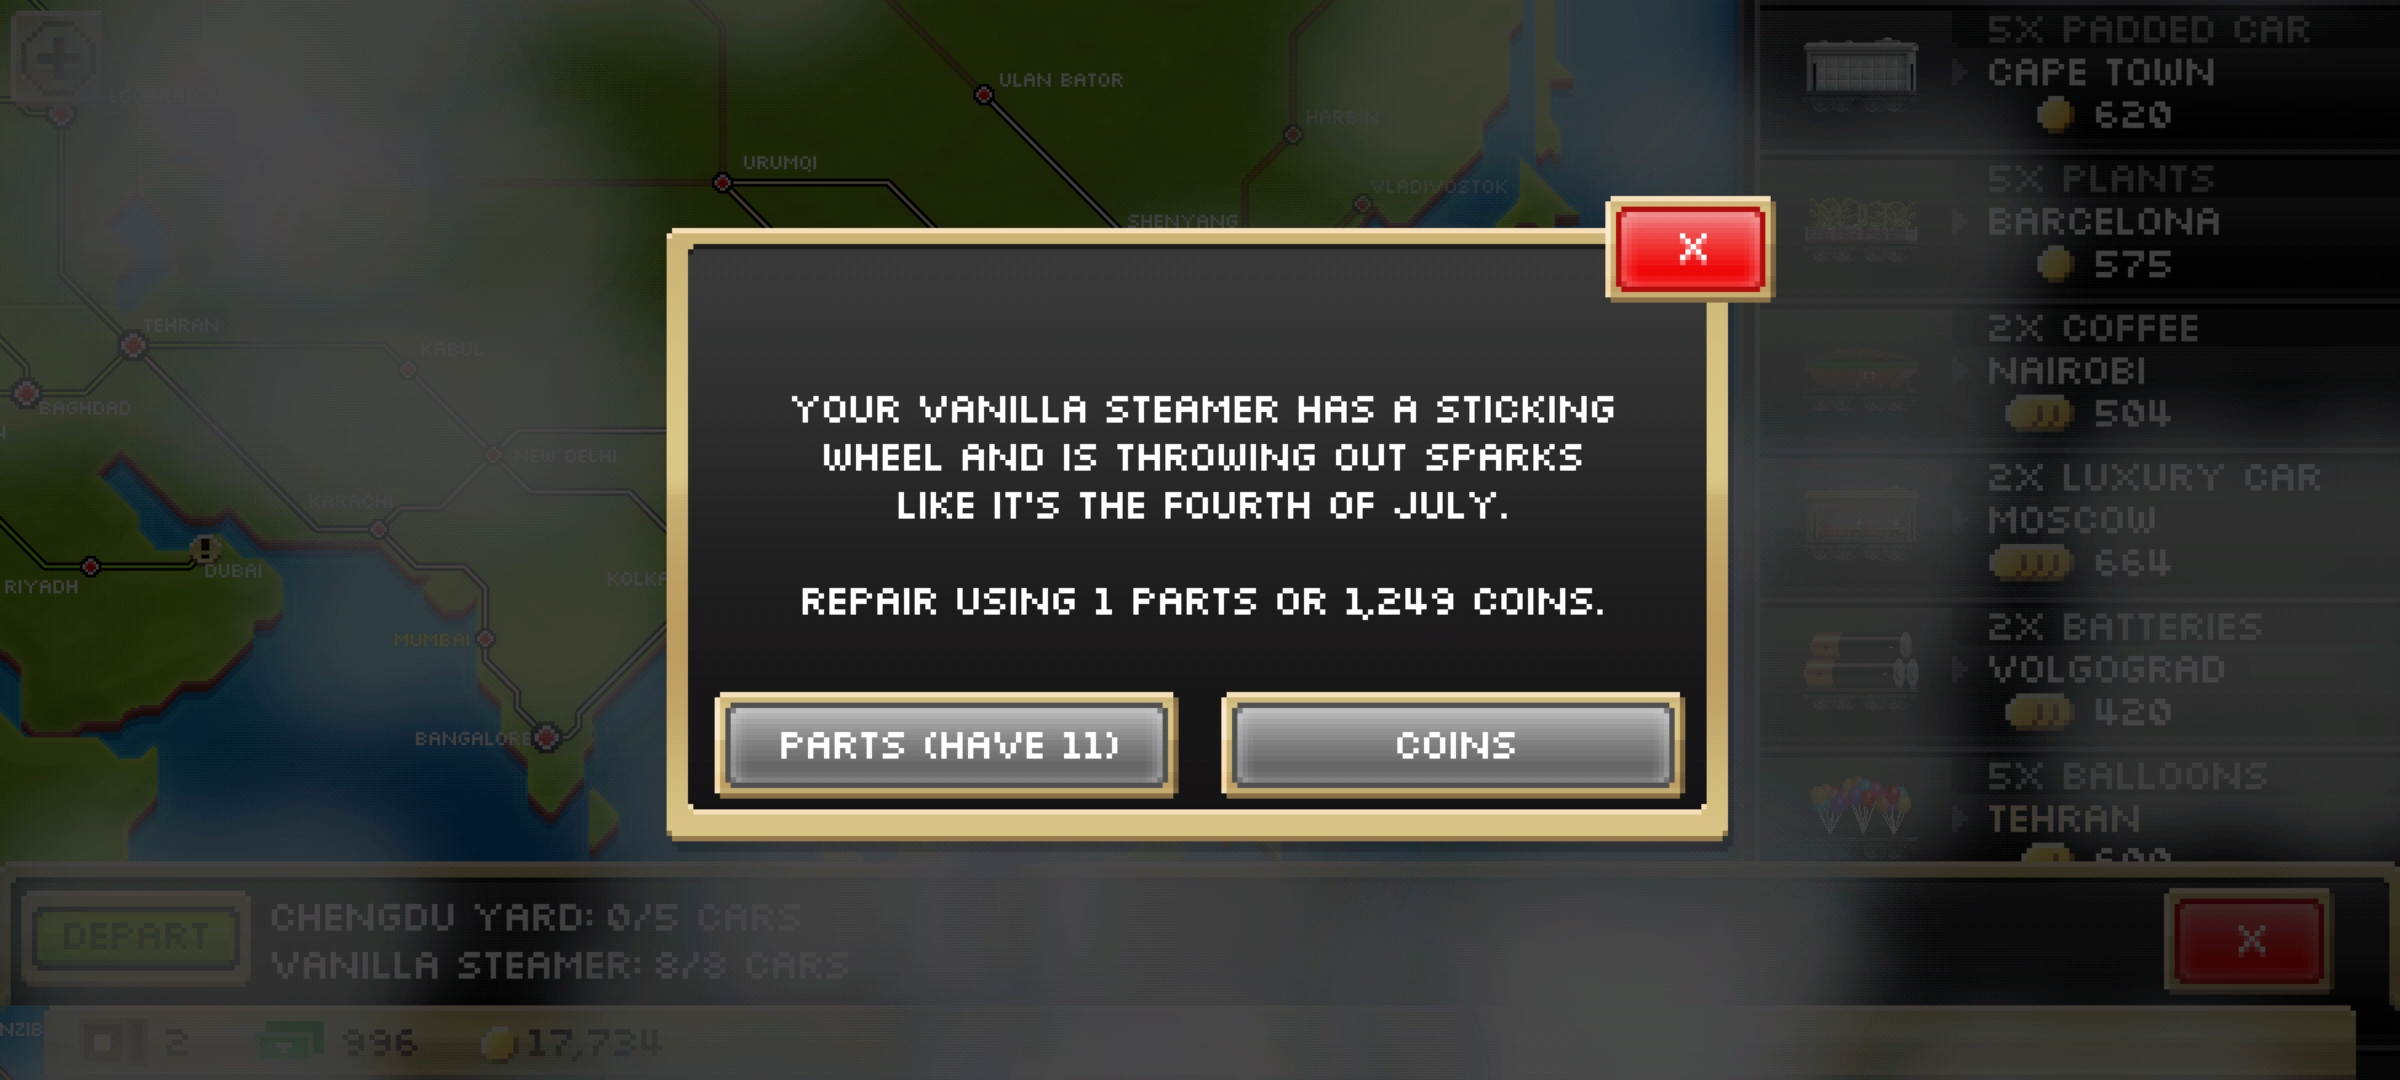 ULAN BATOR
HARBIN
URUMQI
VLADIVOSTOK
SHENYANG
TEHRAN
KABUL
BAGHDAD
NEW DELHI
KARACHI
DUBAI
RIYADH
KOLKA
MUMBAI
BANGALORE
NZIB
5X PADDED CAR
CAPE TOWN
620
5X PLANTS
BARCELONA
575
2X COFFEE
NAIROBI
504
2X LUXURY CAR
MOSCOW
664
2X BATTERIES
VOLGOGRAD
420
5X BALLOONS
TEHRAN
600
X
YOUR VANILLA STEAMER HAS A STICKING
WHEEL AND IS THROWING OUT SPARKS
LIKE IT'S THE FOURTH OF JULY.
REPAIR USING 1 PARTS OR 1,249 COINS.
PARTS (HAVE 11)
COINS
DEPART
CHENGDU YARD: 0/5 CARS
VANILLA STEAMER: 8/8 CARS
X
2
996
17,734